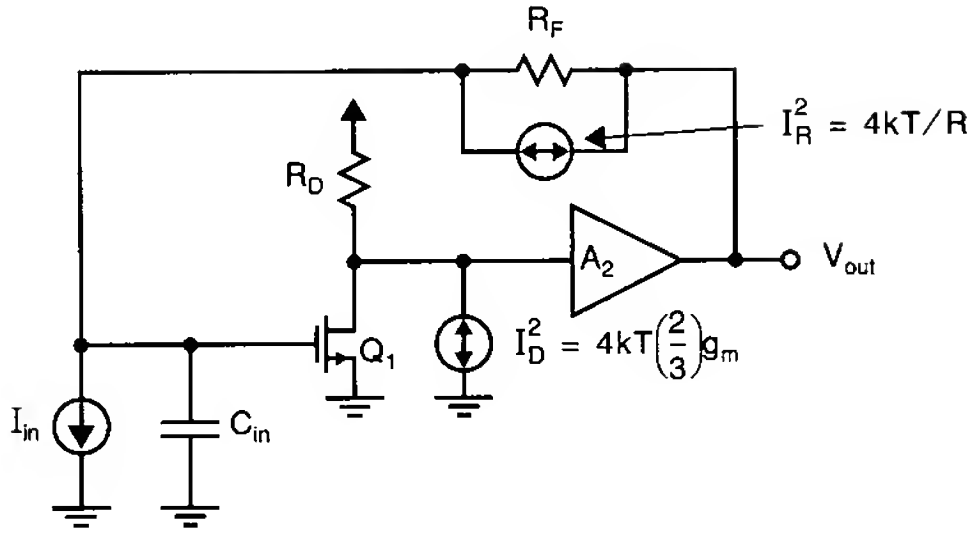 R_F
I_R^2 = 4kT/R
R_D
A_2
V_out
Q_1
I_D^2 = 4kT(2/3)g_m
I_in
C_in